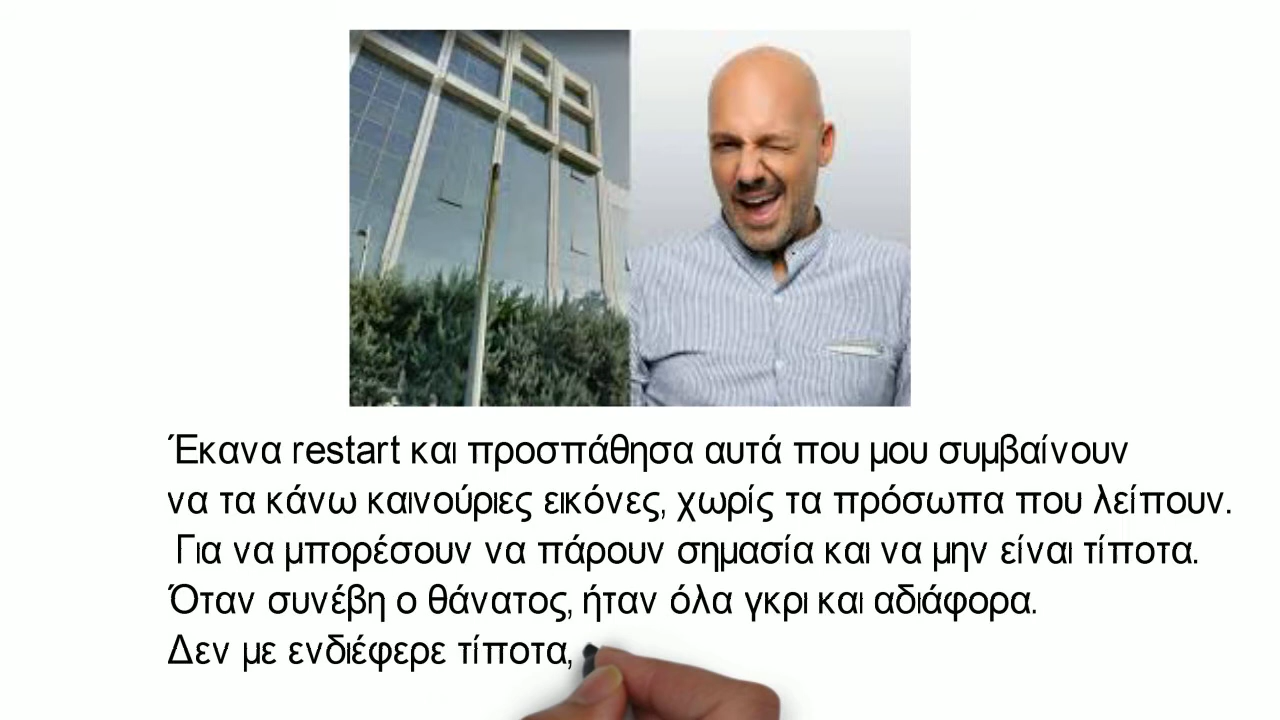 Έκανα restart και προσπάθησα αυτά που μου συμβαίνουν
να τα κάνω καινούριες εικόνες, χωρίς τα πρόσωπα που λείπουν.
Για να μπορέσουν να πάρουν σημασία και να μην είναι τίποτα.
Όταν συνέβη ο θάνατος, ήταν όλα γκρι και αδιάφορα.
Δεν με ενδιέφερε τίποτα,